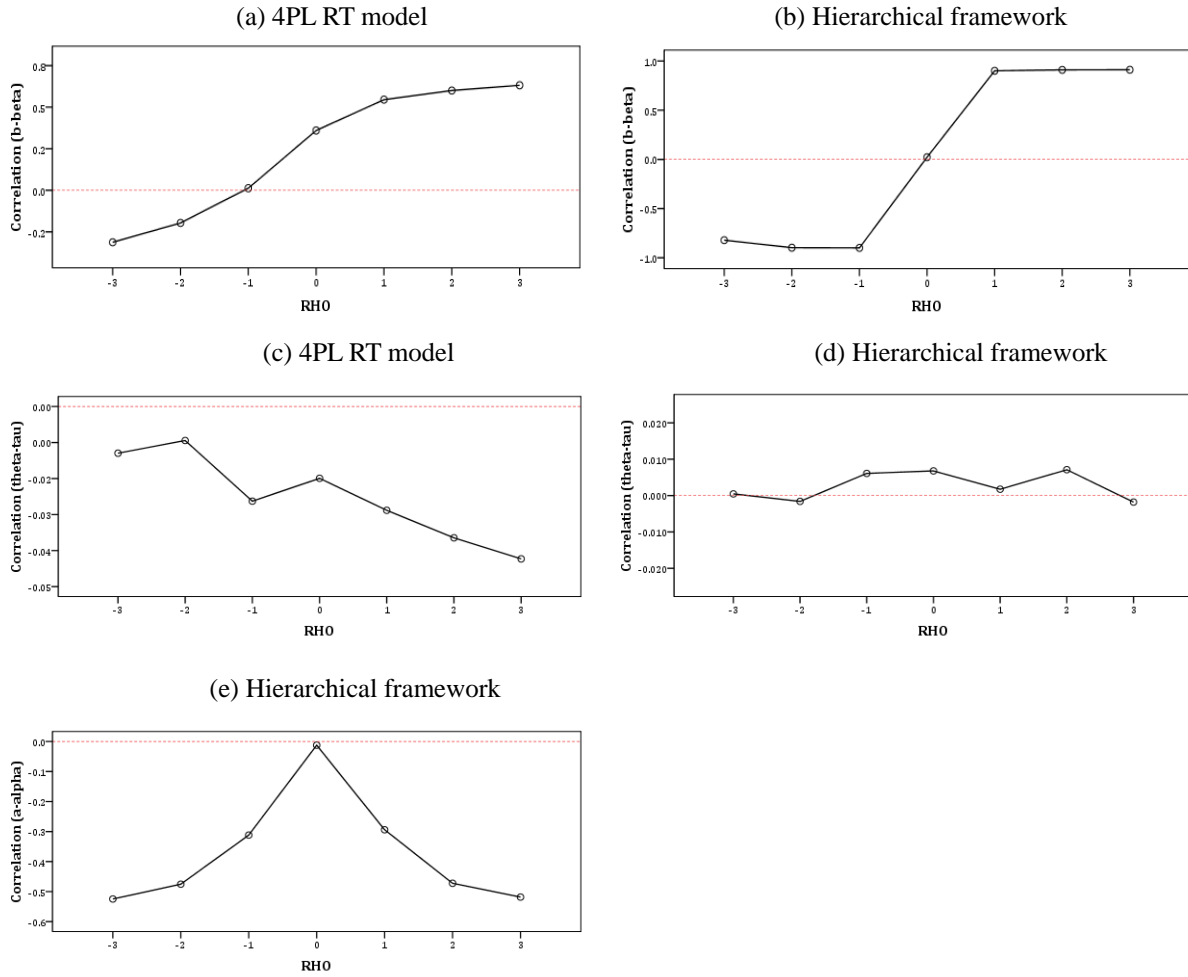 (a) 4PL RT model
Correlation (b-beta)
0.8
0.5
0.2
0.0
-0.2
-3 -2 -1 0 1 2 3
RHO
(b) Hierarchical framework
Correlation (b-beta)
1.0
0.5
0.0
-0.5
-1.0
-3 -2 -1 0 1 2 3
RHO
(c) 4PL RT model
Correlation (theta-tau)
0.00
0.00
-0.02
-0.03
-0.04
-0.05
-3 -2 -1 0 1 2 3
RHO
(d) Hierarchical framework
Correlation (theta-tau)
0.020
0.010
0.000
-0.010
-0.020
-3 -2 -1 0 1 2 3
RHO
(e) Hierarchical framework
Correlation (a-alpha)
0.0
-0.1
-0.2
-0.3
-0.4
-0.5
-0.6
-3 -2 -1 0 1 2 3
RHO